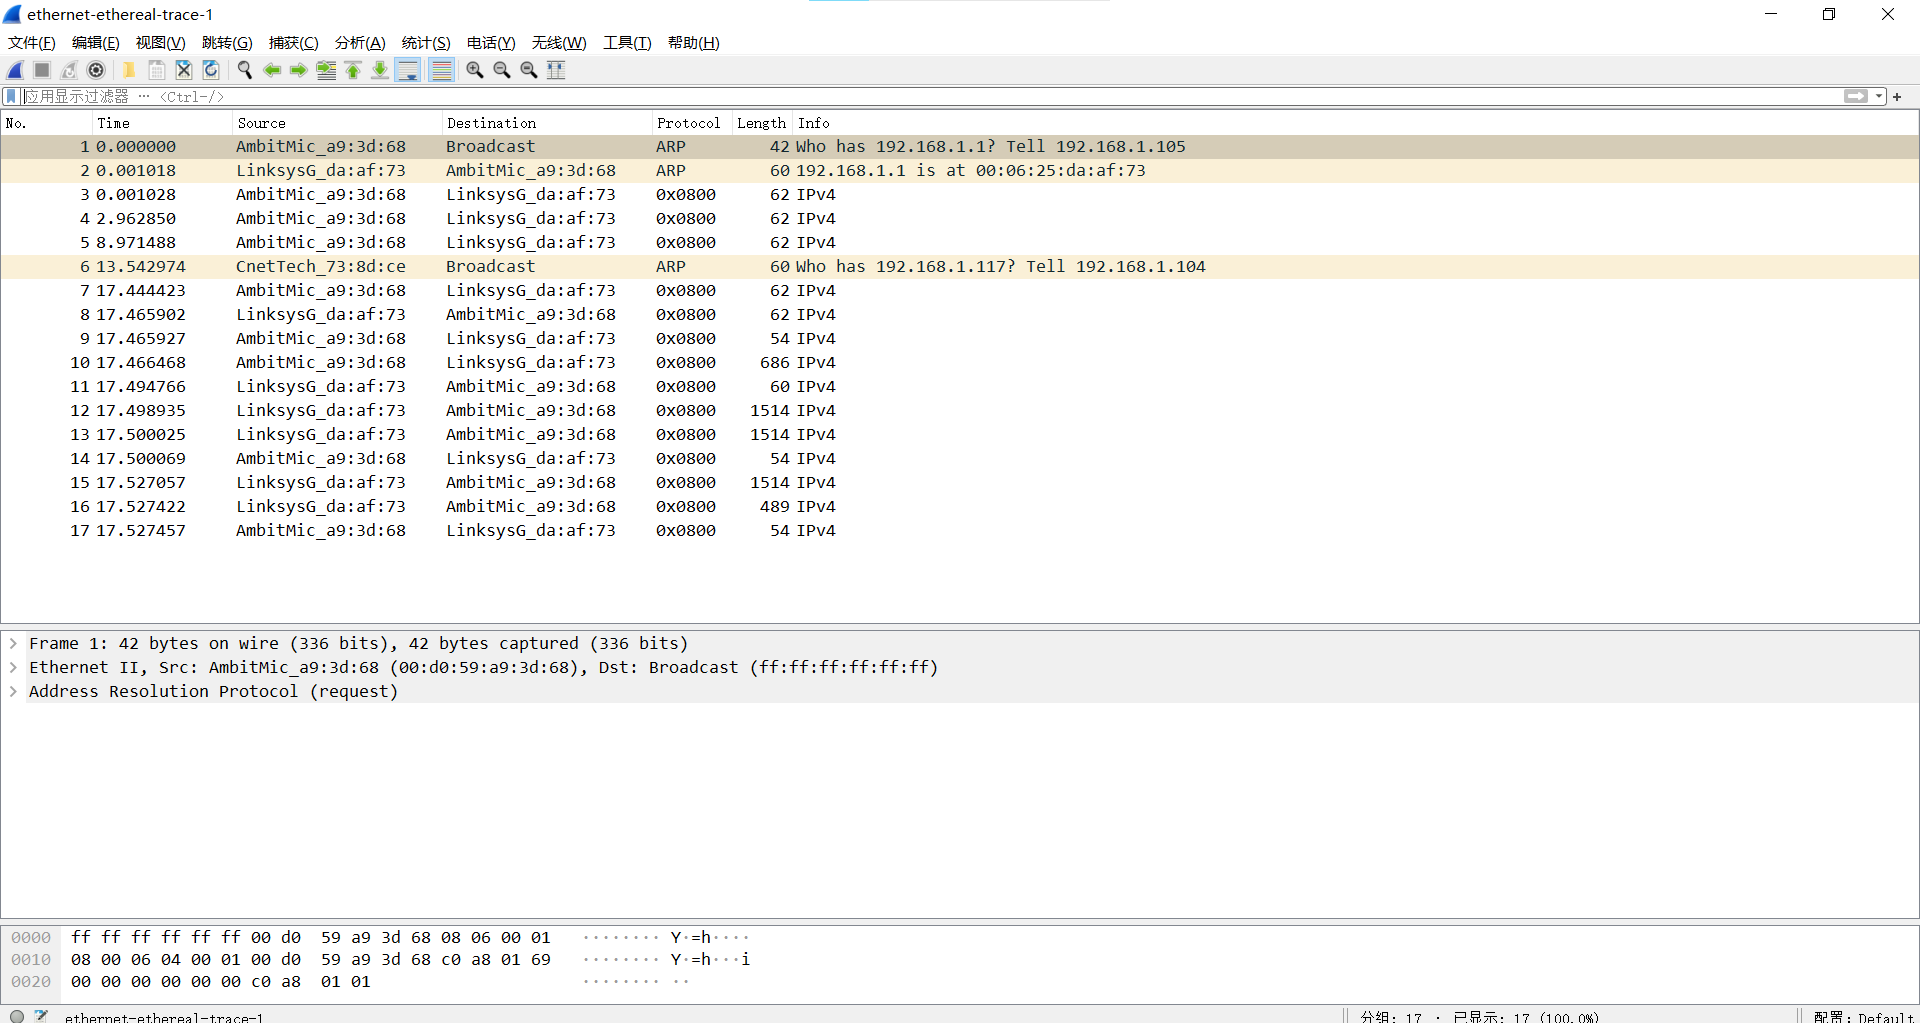 ethernet-ethereal-trace-1
文件(F) 编辑(E) 视图(V) 跳转(G) 捕获(C) 分析(A) 统计(S) 电话(Y) 无线(W) 工具(T) 帮助(H)
应用显示过滤器 … <Ctrl-/>
No. Time Source Destination Protocol Length Info
1 0.000000 AmbitMic_a9:3d:68 Broadcast ARP 42 Who has 192.168.1.1? Tell 192.168.1.105
2 0.001018 LinksysG_da:af:73 AmbitMic_a9:3d:68 ARP 60 192.168.1.1 is at 00:06:25:da:af:73
3 0.001028 AmbitMic_a9:3d:68 LinksysG_da:af:73 0x0800 62 IPv4
4 2.962850 AmbitMic_a9:3d:68 LinksysG_da:af:73 0x0800 62 IPv4
5 8.971488 AmbitMic_a9:3d:68 LinksysG_da:af:73 0x0800 62 IPv4
6 13.542974 CnetTech_73:8d:ce Broadcast ARP 60 Who has 192.168.1.117? Tell 192.168.1.104
7 17.444423 AmbitMic_a9:3d:68 LinksysG_da:af:73 0x0800 62 IPv4
8 17.465902 LinksysG_da:af:73 AmbitMic_a9:3d:68 0x0800 62 IPv4
9 17.465927 AmbitMic_a9:3d:68 LinksysG_da:af:73 0x0800 54 IPv4
10 17.466468 AmbitMic_a9:3d:68 LinksysG_da:af:73 0x0800 686 IPv4
11 17.494766 LinksysG_da:af:73 AmbitMic_a9:3d:68 0x0800 60 IPv4
12 17.498935 LinksysG_da:af:73 AmbitMic_a9:3d:68 0x0800 1514 IPv4
13 17.500025 LinksysG_da:af:73 AmbitMic_a9:3d:68 0x0800 1514 IPv4
14 17.500069 AmbitMic_a9:3d:68 LinksysG_da:af:73 0x0800 54 IPv4
15 17.527057 LinksysG_da:af:73 AmbitMic_a9:3d:68 0x0800 1514 IPv4
16 17.527422 LinksysG_da:af:73 AmbitMic_a9:3d:68 0x0800 489 IPv4
17 17.527457 AmbitMic_a9:3d:68 LinksysG_da:af:73 0x0800 54 IPv4
Frame 1: 42 bytes on wire (336 bits), 42 bytes captured (336 bits)
Ethernet II, Src: AmbitMic_a9:3d:68 (00:d0:59:a9:3d:68), Dst: Broadcast (ff:ff:ff:ff:ff:ff)
Address Resolution Protocol (request)
0000 ff ff ff ff ff ff 00 d0 59 a9 3d 68 08 06 00 01 ········ Y·=h····
0010 08 00 06 04 00 01 00 d0 59 a9 3d 68 c0 a8 01 69 ········ Y·=h···i
0020 00 00 00 00 00 00 c0 a8 01 01 ········ ··
ethernet-ethereal-trace-1 分组: 17 · 已显示: 17 (100.0%) 配置: Default